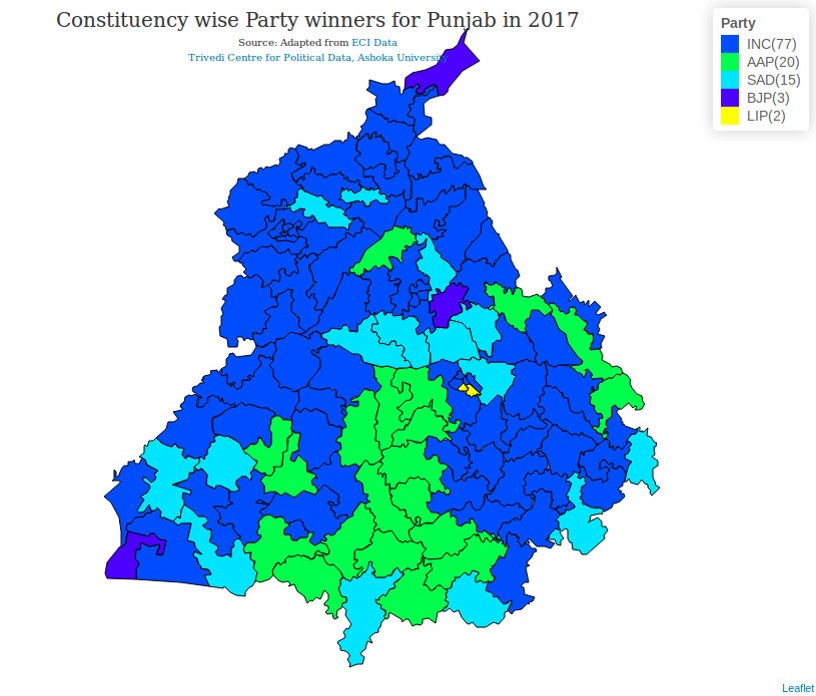 Constituency wise Party winners for Punjab in 2017
Source: Adapted from ECI Data
Trivedi Centre for Political Data, Ashoka University
Party
INC(77)
AAP(20)
SAD(15)
BJP(3)
LIP(2)
Leaflet